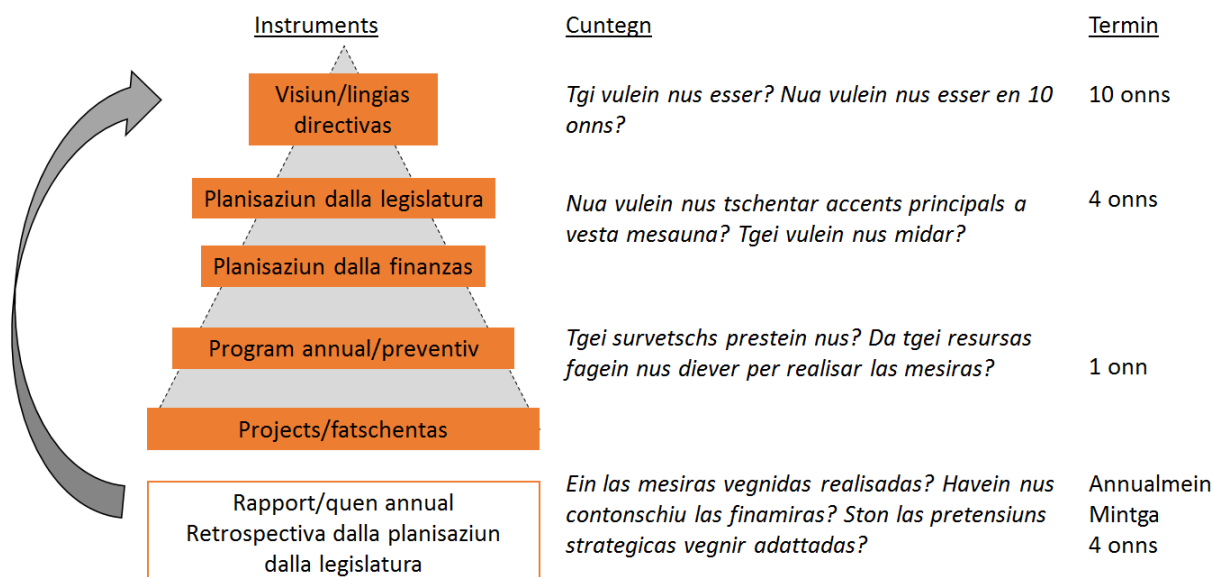 Instruments
Cuntegn
Termin
Visiun/lingias
directivas
Tgi vulein nus esser? Nua vulein nus esser en 10
onns?
10 onns
Planisaziun dalla legislatura
Nua vulein nus tschentar accents principals a
vesta mesauna? Tgei vulein nus midar?
4 onns
Planisaziun dalla finanzas
Program annual/preventiv
Tgei survetschs prestein nus? Da tgei resursas
fagein nus diever per realisar las mesiras?
1 onn
Projects/fatschentas
Rapport/quen annual
Retrospectiva dalla planisaziun
dalla legislatura
Ein las mesiras vegnidas realisadas? Havein nus
contonschiu las finamiras? Ston las pretensiuns
strategicas vegnir adattadas?
Annualmein
Mintga
4 onns